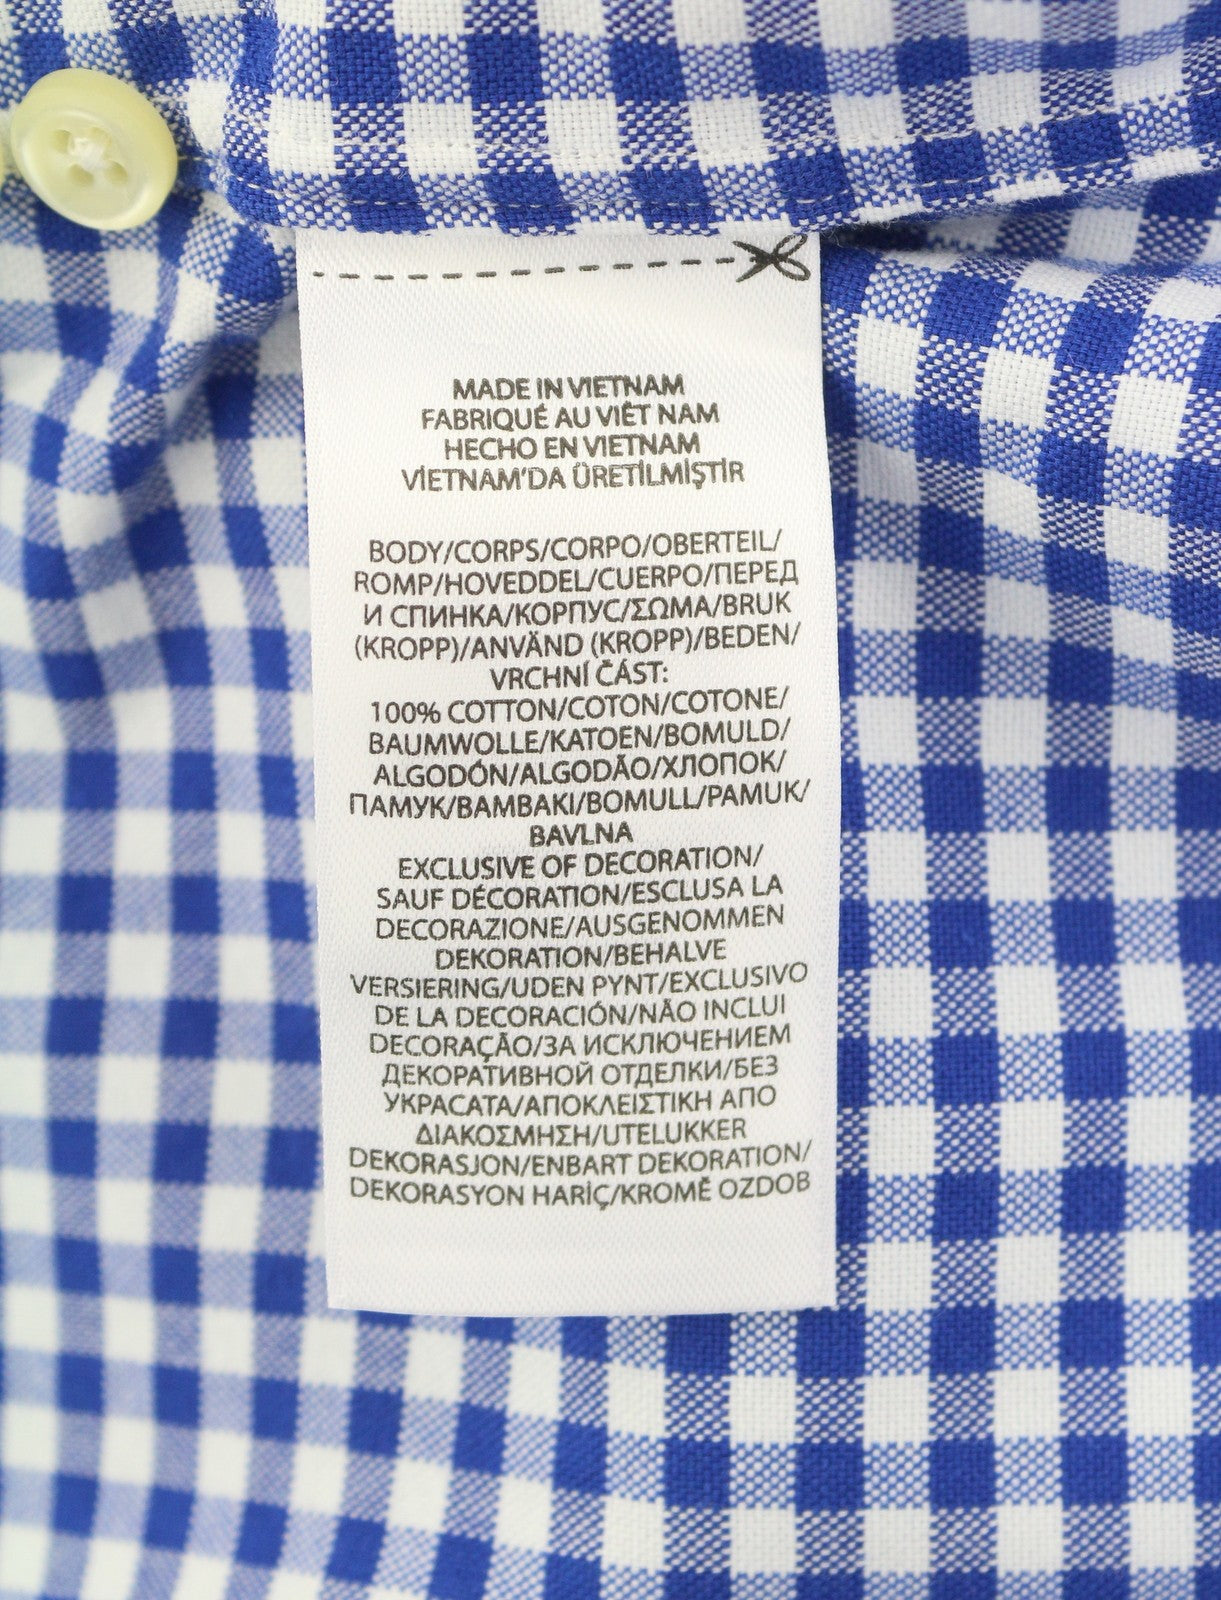 MADE IN VIETNAM
FABRIQUÉ AU VIÊT NAM
HECHO EN VIETNAM
VİETNAM'DA ÜRETİLMİŞTİR
BODY/CORPS/CORPO/OBERTEIL/
ROMP/HOVEDDEL/CUERPO/ПЕРЕД
И СПИНКА/КОРПУС/ΣΩΜΑ/BRUK
(KROPP)/ANVÄND (KROPP)/BEDEN/
VRCHNÍ ČÁST:
100% COTTON/COTON/COTONE/
BAUMWOLLE/KATOEN/BOMULD/
ALGODÓN/ALGODÃO/ХЛОПОК/
ПАМУК/ΒΑΜΒΑΚΙ/BOMULL/PAMUK/
BAVLNA
EXCLUSIVE OF DECORATION/
SAUF DÉCORATION/ESCLUSA LA
DECORAZIONE/AUSGENOMMEN
DEKORATION/BEHALVE
VERSIERING/UDEN PYNT/EXCLUSIVO
DE LA DECORACIÓN/NÃO INCLUI
DECORAÇÃO/ЗА ИСКЛЮЧЕНИЕМ
ДЕКОРАТИВНОЙ ОТДЕЛКИ/БЕЗ
УКРАСАТА/ΑΠΟΚΛΕΙΣΤΙΚΗ ΑΠΟ
ΔΙΑΚΟΣΜΗΣΗ/UTELUKKER
DEKORASJON/ENBART DEKORATION/
DEKORASYON HARİÇ/KROMĚ OZDOB